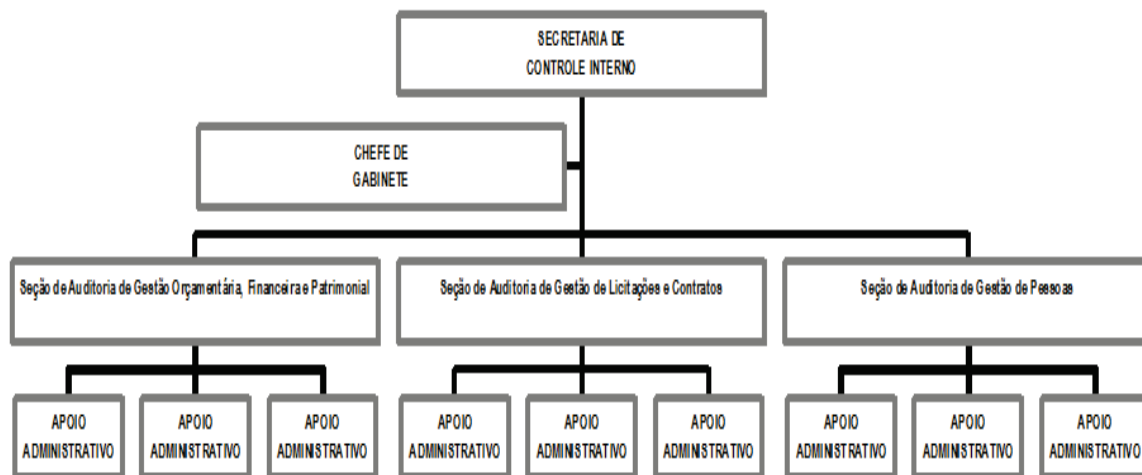 SECRETARIA DE
CONTROLE INTERNO
CHEFE DE
GABINETE
Seção de Auditoria de Gestão Orçamentária, Financeira e Patrimonial
Seção de Auditoria de Gestão de Licitações e Contratos
Seção de Auditoria de Gestão de Pessoas
APOIO
ADMINISTRATIVO
APOIO
ADMINISTRATIVO
APOIO
ADMINISTRATIVO
APOIO
ADMINISTRATIVO
APOIO
ADMINISTRATIVO
APOIO
ADMINISTRATIVO
APOIO
ADMINISTRATIVO
APOIO
ADMINISTRATIVO
APOIO
ADMINISTRATIVO